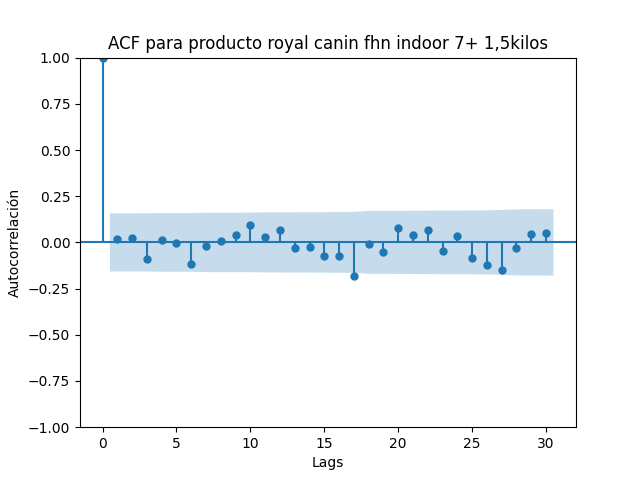 ACF para producto royal canin fhn indoor 7+ 1,5kilos
1.00
0.75
0.50
0.25
0.00
−0.25
−0.50
−0.75
−1.00
Autocorrelación
0 5 10 15 20 25 30
Lags